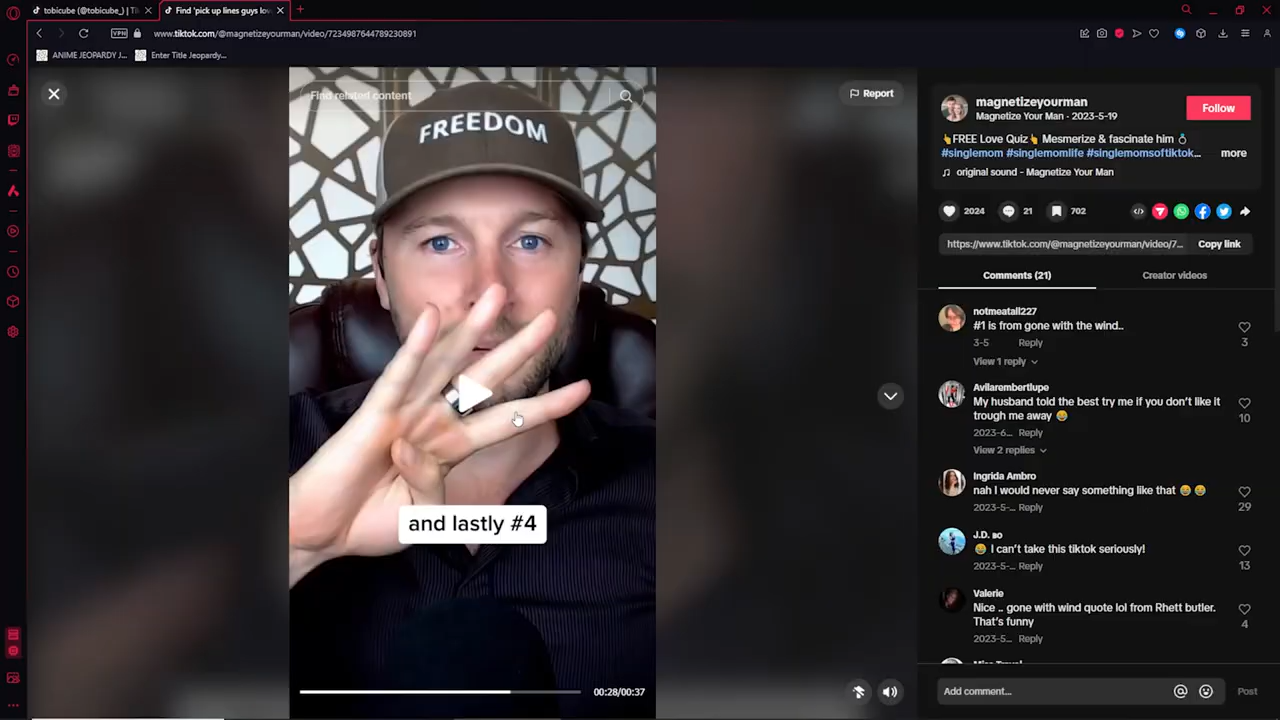 tobicube (@tobicube_) | Ti
Find 'pick up lines guys lov
VPN
www.tiktok.com/@magnetizeyourman/video/7234987644789230891
ANIME JEOPARDY J...
Enter Title Jeopardy...
Find related content
Report
FREEDOM
and lastly #4
00:28/00:37
magnetizeyourman
Magnetize Your Man · 2023-5-19
Follow
👆FREE Love Quiz👆 Mesmerize & fascinate him 💍
#singlemom #singlemomlife #singlemomsoftiktok...
more
♫ original sound - Magnetize Your Man
2024
21
702
https://www.tiktok.com/@magnetizeyourman/video/7...
Copy link
Comments (21)
Creator videos
notmeatall227
#1 is from gone with the wind..
3-5 Reply
3
View 1 reply
Avilarembertlupe
My husband told the best try me if you don't like it
trough me away 😂
10
2023-6... Reply
View 2 replies
Ingrida Ambro
nah I would never say something like that 😂 😂
29
2023-5-... Reply
J.D. so
😂 I can't take this tiktok seriously!
13
2023-5-... Reply
Valerie
Nice .. gone with wind quote lol from Rhett butler.
That's funny
4
2023-5... Reply
Add comment...
Post